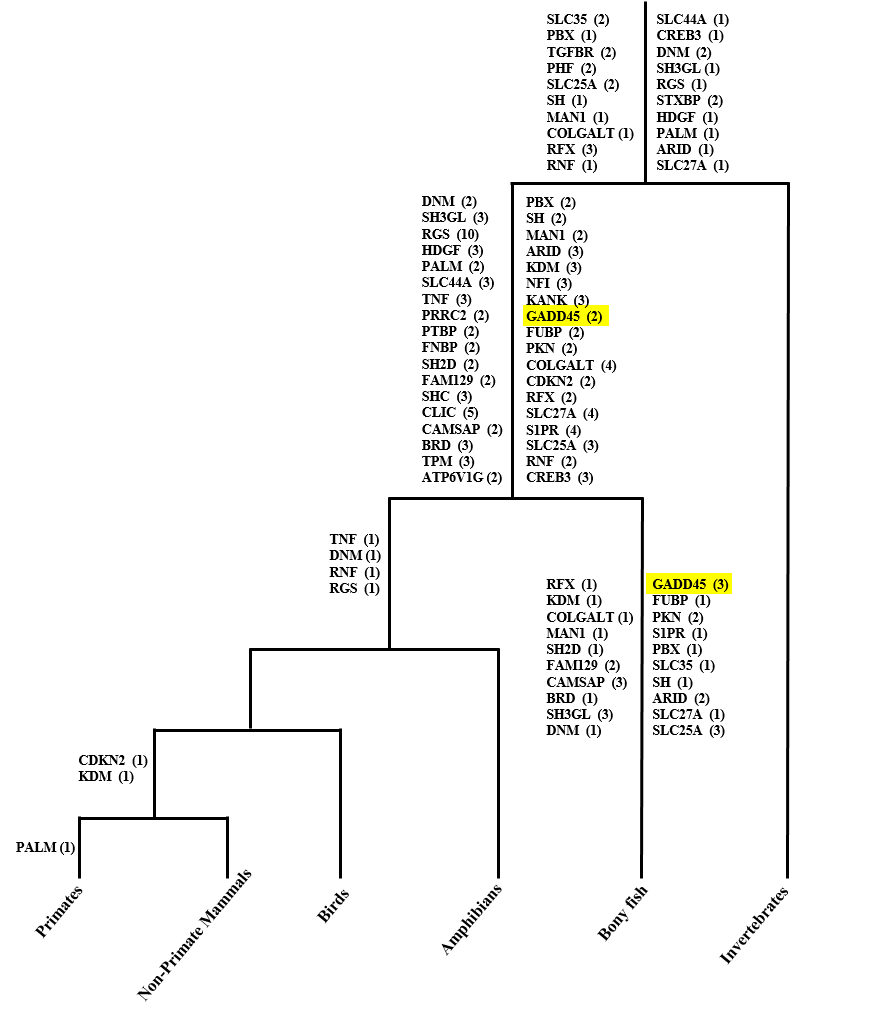 SLC35 (2)
PBX (1)
TGFBR (2)
PHF (2)
SLC25A (2)
SH (1)
MAN1 (1)
COLGALT (1)
RFX (3)
RNF (1)
SLC44A (1)
CREB3 (1)
DNM (2)
SH3GL (1)
RGS (1)
STXBP (2)
HDGF (1)
PALM (1)
ARID (1)
SLC27A (1)
DNM (2)
SH3GL (3)
RGS (10)
HDGF (3)
PALM (2)
SLC44A (3)
TNF (3)
PRRC2 (2)
PTBP (2)
FNBP (2)
SH2D (2)
FAM129 (2)
SHC (3)
CLIC (5)
CAMSAP (2)
BRD (3)
TPM (3)
ATP6V1G (2)
PBX (2)
SH (2)
MAN1 (2)
ARID (3)
KDM (3)
NFI (3)
KANK (3)
GADD45 (2)
FUBP (2)
PKN (2)
COLGALT (4)
CDKN2 (2)
RFX (2)
SLC27A (4)
S1PR (4)
SLC25A (3)
RNF (2)
CREB3 (3)
TNF (1)
DNM (1)
RNF (1)
RGS (1)
RFX (1)
KDM (1)
COLGALT (1)
MAN1 (1)
SH2D (1)
FAM129 (2)
CAMSAP (3)
BRD (1)
SH3GL (3)
DNM (1)
GADD45 (3)
FUBP (1)
PKN (2)
S1PR (1)
PBX (1)
SLC35 (1)
SH (1)
ARID (2)
SLC27A (1)
SLC25A (3)
CDKN2 (1)
KDM (1)
PALM (1)
Primates
Non-Primate Mammals
Birds
Amphibians
Bony fish
Invertebrates